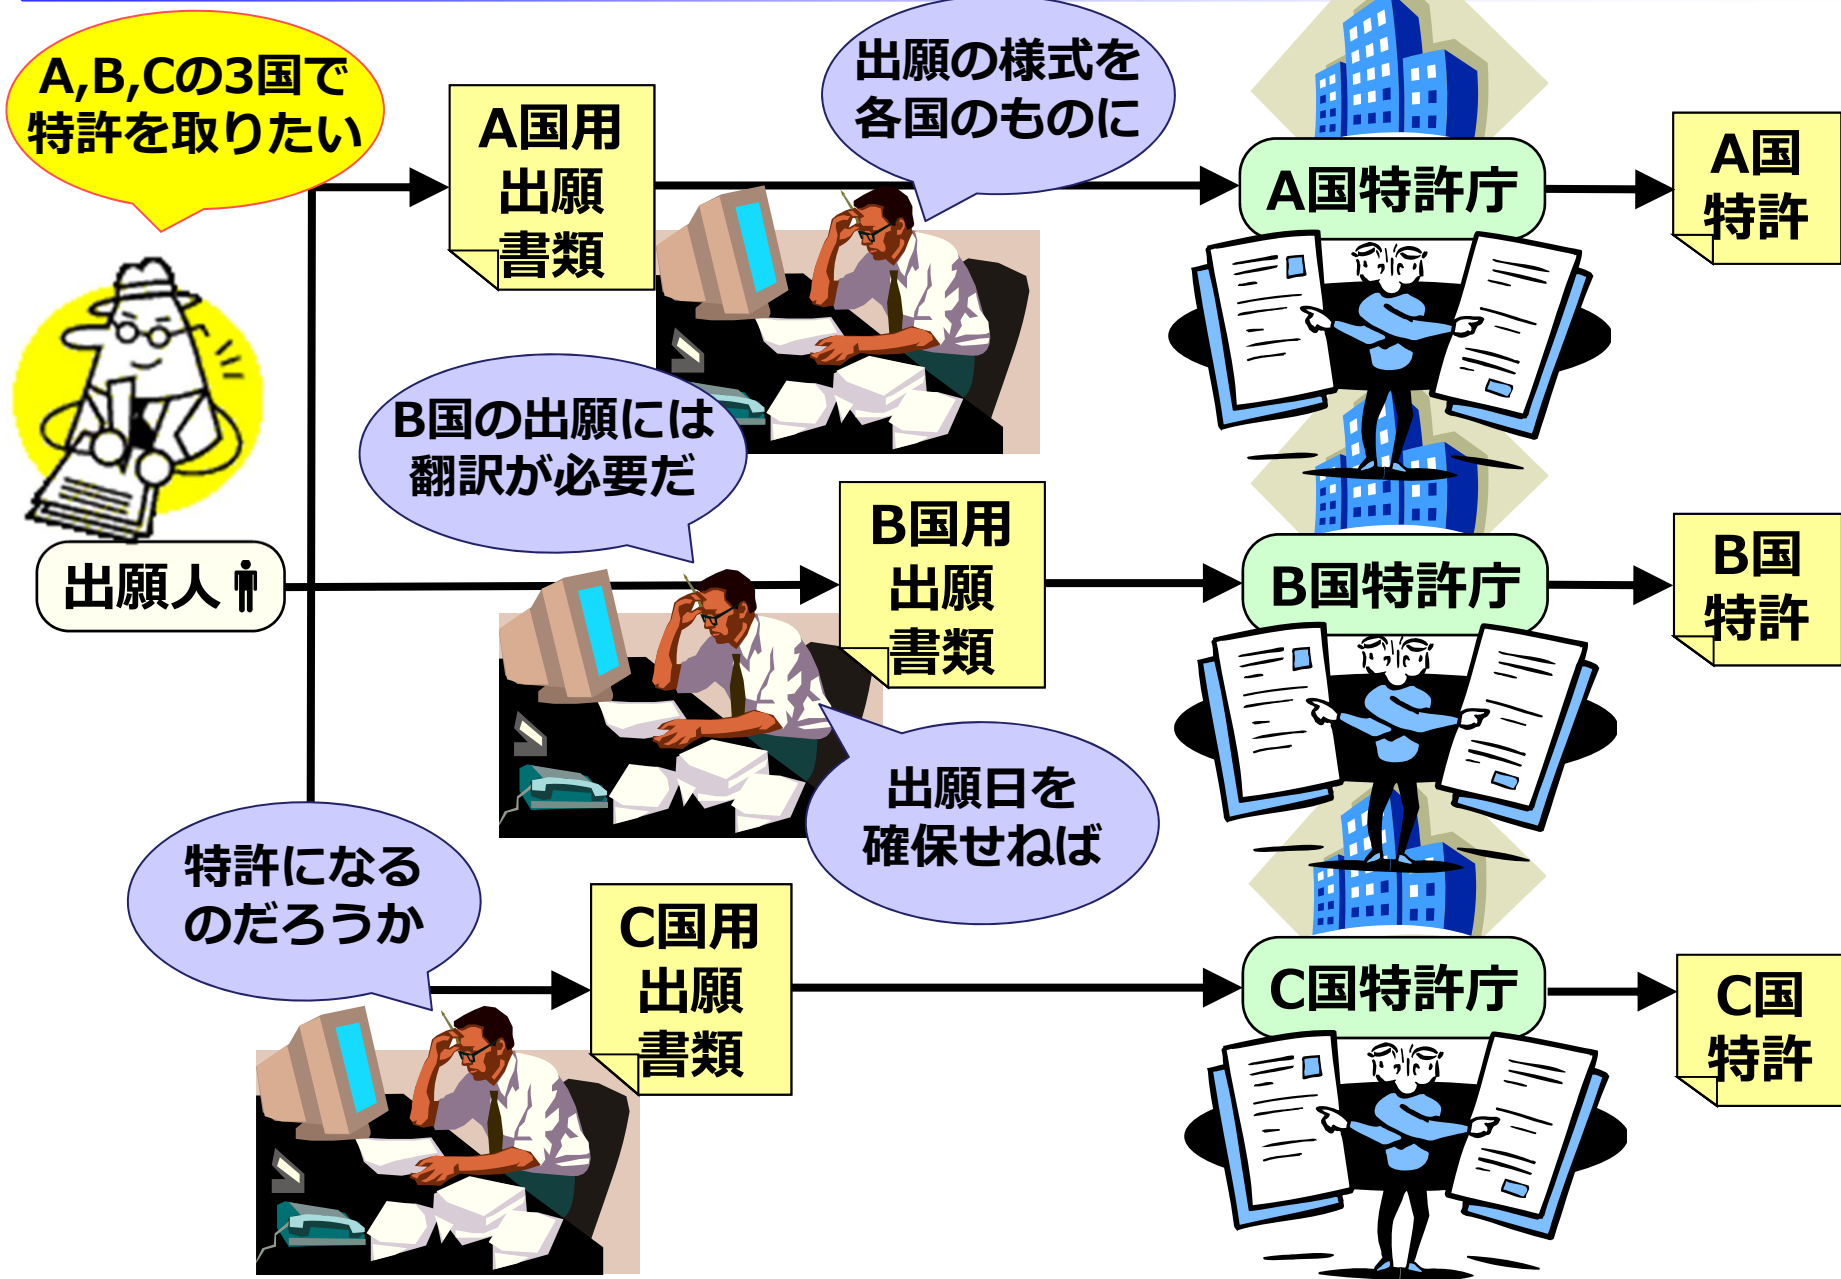 A,B,Cの3国で
特許を取りたい
A国用
出願
書類
出願の様式を
各国のものに
A国特許庁
A国
特許
B国の出願には
翻訳が必要だ
出願人
B国用
出願
書類
B国特許庁
B国
特許
出願日を
確保せねば
特許になる
のだろうか
C国用
出願
書類
C国特許庁
C国
特許